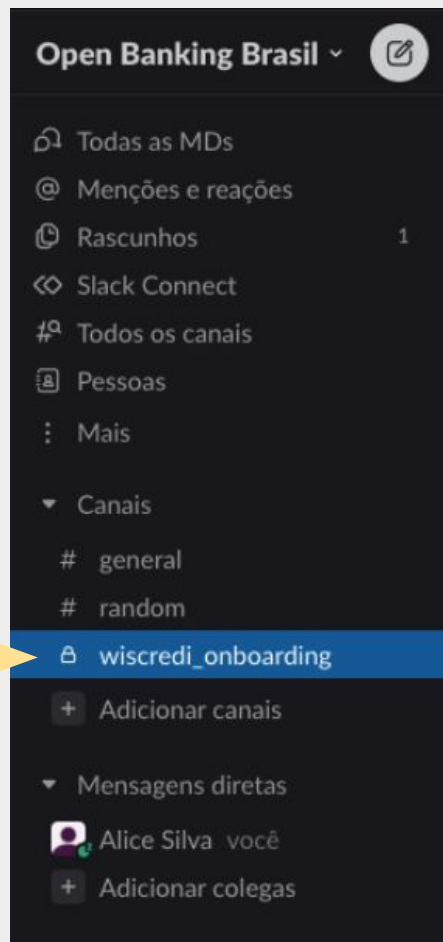 Open Banking Brasil
Todas as MDs
@ Menções e reações
Rascunhos 1
Slack Connect
Todos os canais
Pessoas
Mais
Canais
# general
# random
wiscredi_onboarding
+ Adicionar canais
Mensagens diretas
Alice Silva você
+ Adicionar colegas